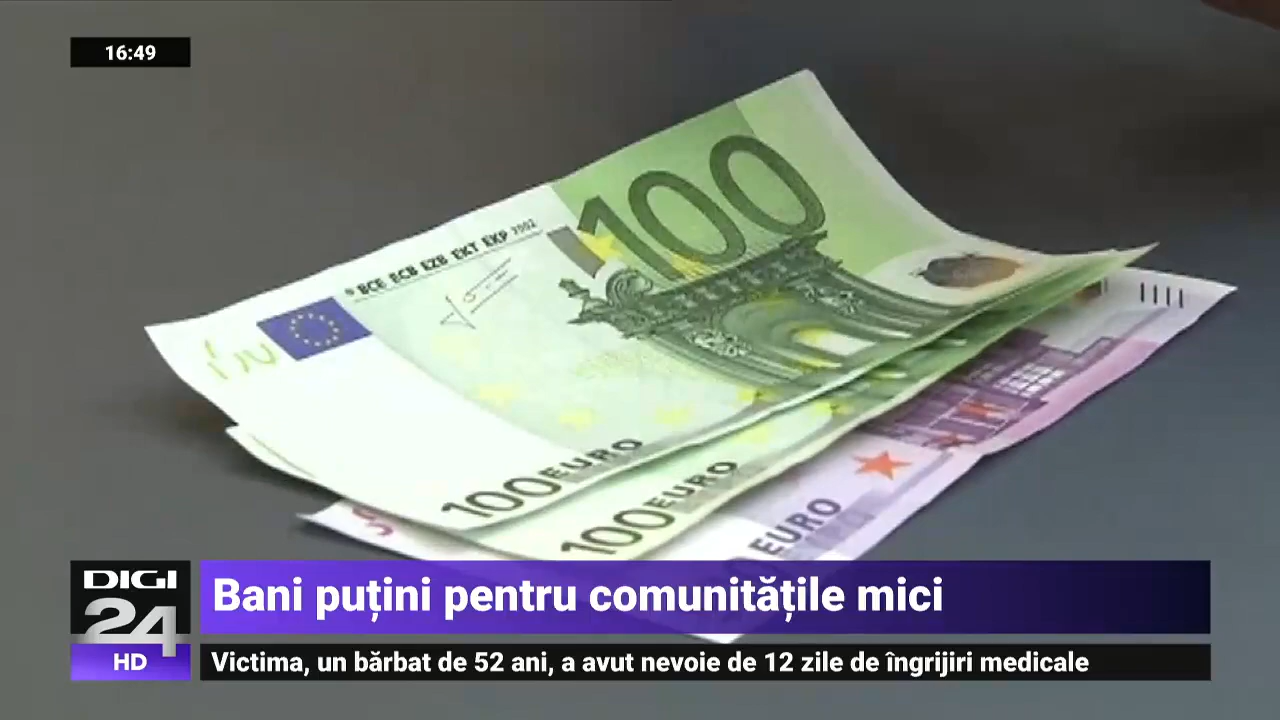 16:49
100
© BCE ECB EZB EKT EKP 2002
100 EURO
100 EURO
EURO
DIGI
24
HD
Bani puțini pentru comunitățile mici
Victima, un bărbat de 52 ani, a avut nevoie de 12 zile de îngrijiri medicale